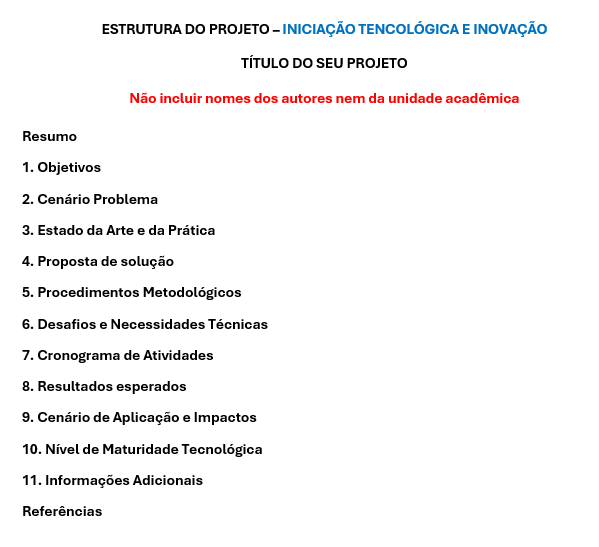 ESTRUTURA DO PROJETO – INICIAÇÃO TENCOLÓGICA E INOVAÇÃO
TÍTULO DO SEU PROJETO
Não incluir nomes dos autores nem da unidade acadêmica
Resumo
1. Objetivos
2. Cenário Problema
3. Estado da Arte e da Prática
4. Proposta de solução
5. Procedimentos Metodológicos
6. Desafios e Necessidades Técnicas
7. Cronograma de Atividades
8. Resultados esperados
9. Cenário de Aplicação e Impactos
10. Nível de Maturidade Tecnológica
11. Informações Adicionais
Referências